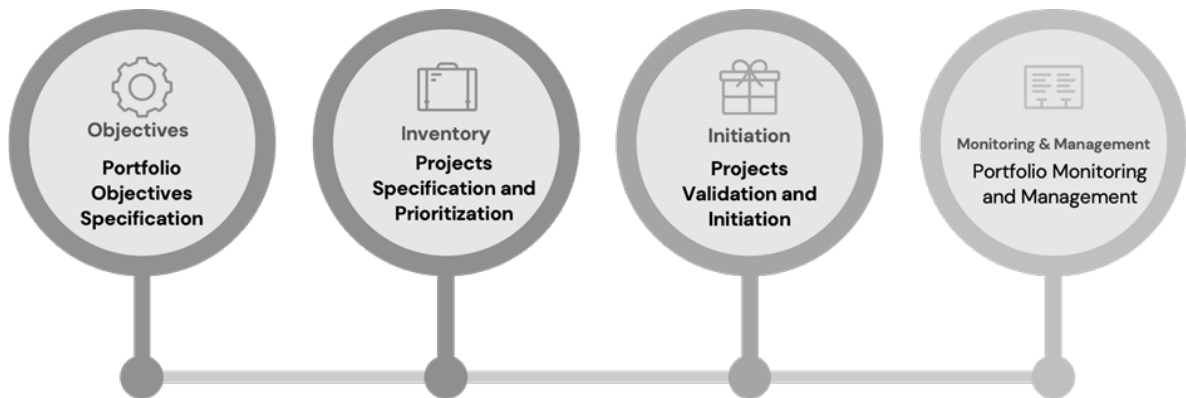 Objectives
Portfolio
Objectives
Specification
Inventory
Projects
Specification and
Prioritization
Initiation
Projects
Validation and
Initiation
Monitoring & Management
Portfolio Monitoring
and Management